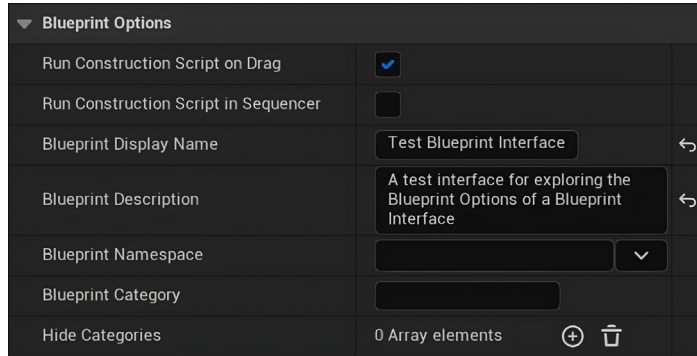 Blueprint Options
Run Construction Script on Drag
Run Construction Script in Sequencer
Blueprint Display Name
Test Blueprint Interface
Blueprint Description
A test interface for exploring the
Blueprint Options of a Blueprint
Interface
Blueprint Namespace
Blueprint Category
Hide Categories
0 Array elements